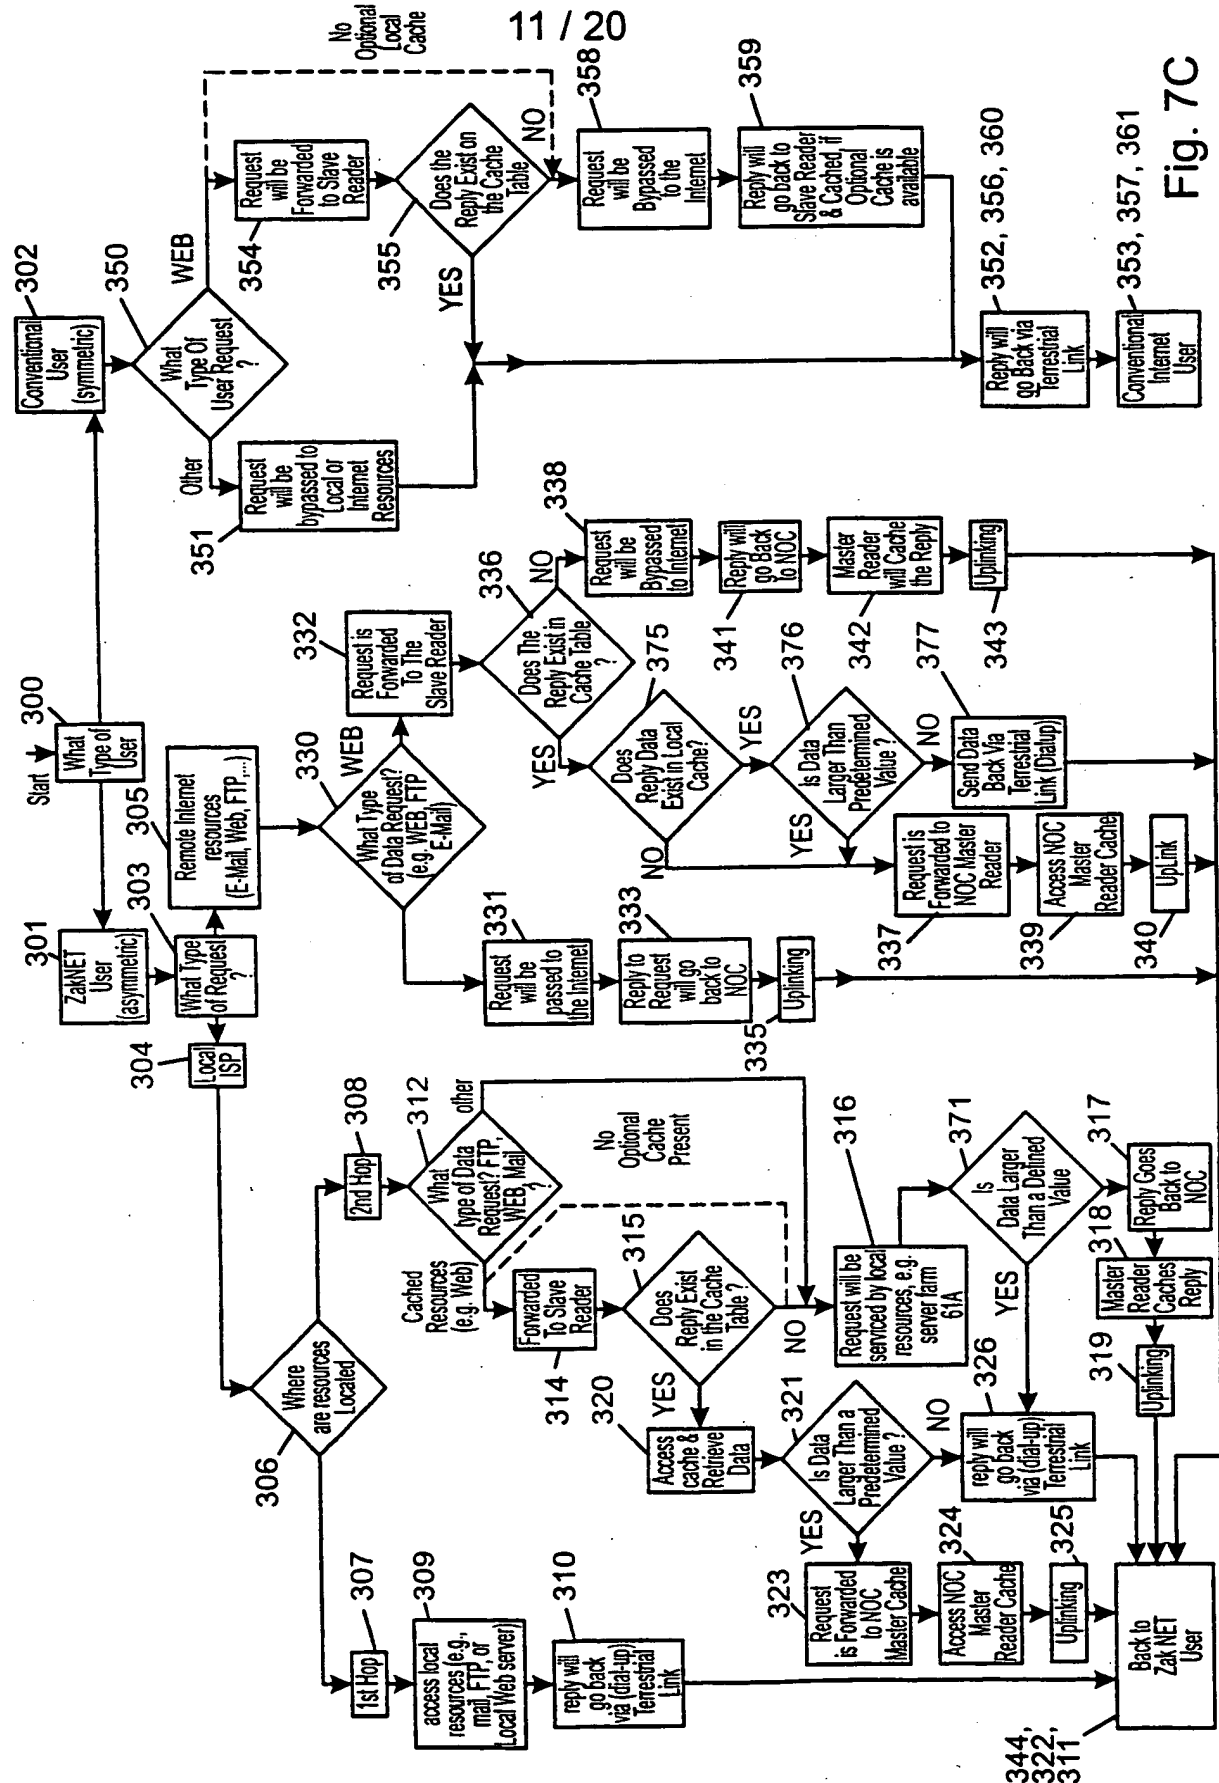 11 / 20
Start
300
What
Type of
User
301
ZakNET
User
(asymmetric)
302
Conventional
User
(symmetric)
303
What Type
of Request
?
304
Local
ISP
305
Remote Internet
resources
(E-Mail, Web, FTP,...)
306
Where
are resources
Located
307
1st Hop
309
access local
resources (e.g.,
mail, FTP, or
Local Web server)
310
reply will
go back
via (dial-up)
Terrestrial
Link
308
2nd Hop
312
What
type of Data
Request? FTP,
WEB, Mail
?
other
Cached
Resources
(e.g. Web)
No
Optional
Cache
Present
314
Forwarded
To Slave
Reader
315
Does
Reply Exist
in the Cache
Table ?
YES
NO
316
Request will be
serviced by local
resources, e.g.
server farm
61A
320
Access
cache &
Retrieve
Data
321
Is Data
Larger Than a
Predetermined
Value ?
YES
NO
323
Request
is Forwarded
to NOC
Master Cache
324
Access NOC
Master
Reader Cache
325
Uplinking
326
reply will
go back
via (dial-up)
Terrestrial
Link
371
Is
Data Larger
Than a Defined
Value
YES
317
Reply Goes
Back to
NOC
318
Master
Reader
Caches
Reply
319
Uplinking
344,
322,
311
Back to
Zak NET
User
330
What Type
of Data Request?
(e.g. WEB, FTP
E-Mail)
WEB
331
Request
will be
passed to
the Internet
333
Reply to
Request
will go
back to
NOC
335
Uplinking
332
Request is
Forwarded
To The
Slave Reader
336
Does The
Reply Exist in
Cache Table
?
YES
NO
375
Does
Reply Data
Exist in Local
Cache?
NO
YES
376
Is Data
Larger Than
Predetermined
Value ?
YES
NO
377
Send Data
Back Via
Terrestrial
Link (Dialup)
337
Request is
Forwarded to
NOC Master
Reader
339
Access NOC
Master
Reader Cache
340
UpLink
338
Request
will be
Bypassed
to Internet
341
Reply will
go Back
to NOC
342
Master
Reader
will Cache
the Reply
343
Uplinking
350
What
Type Of
User Request
?
Other
WEB
351
Request
will be
bypassed to
Local or
Internet
Resources
No
Optional
Local
Cache
354
Request
will be
Forwarded
to Slave
Reader
355
Does the
Reply Exist on
the Cache
Table
YES
NO
358
Request
will be
Bypassed
to the
Internet
359
Reply will
go back to
Slave Reader
& Cached, if
Optional
Cache is
available
352, 356, 360
Reply will
go Back via
Terrestrial
Link
353, 357, 361
Conventional
Internet
User
Fig. 7C